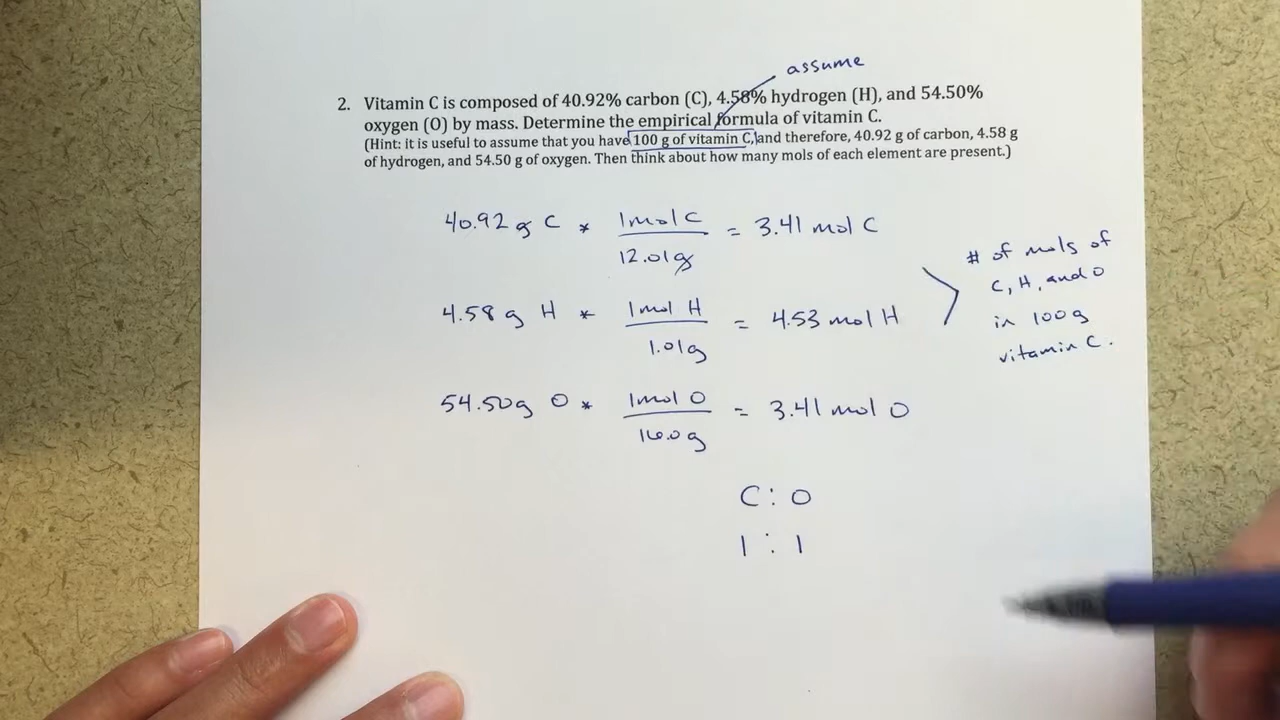 assume
2. Vitamin C is composed of 40.92% carbon (C), 4.58% hydrogen (H), and 54.50%
oxygen (O) by mass. Determine the empirical formula of vitamin C.
(Hint: it is useful to assume that you have 100 g of vitamin C, and therefore, 40.92 g of carbon, 4.58 g
of hydrogen, and 54.50 g of oxygen. Then think about how many mols of each element are present.)
40.92 g C * 1 mol C / 12.01 g = 3.41 mol C
4.58 g H * 1 mol H / 1.01 g = 4.53 mol H
54.50 g O * 1 mol O / 16.0 g = 3.41 mol O
# of mols of
C, H, and O
in 100 g
vitamin C.
C : O
1 : 1